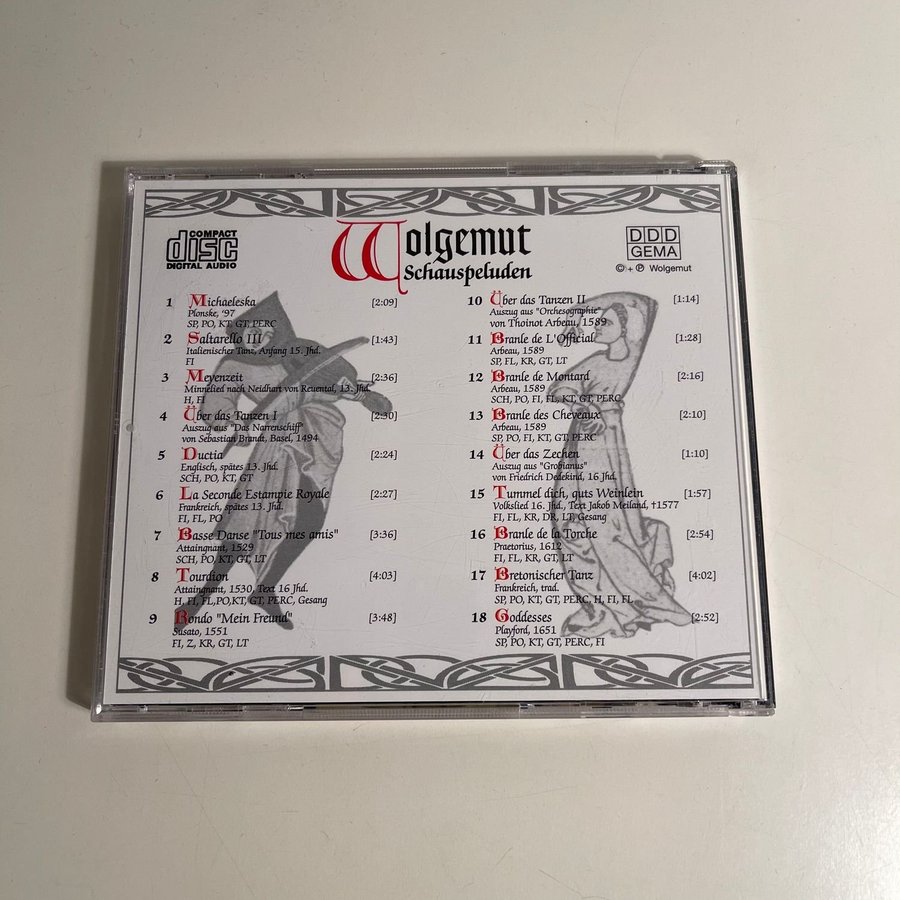 COMPACT
disc
DIGITAL AUDIO
Wolgemut
Schauspeluden
DDD
GEMA
©+℗ Wolgemut
1 Michaeleska [2:09]
Plonske, '97
SP, PO, KT, GT, PERC
2 Saltarello III [1:43]
Italienischer Tanz, Anfang 15. Jhd.
FI
3 Meyenzeit [2:36]
Minnelied nach Neidhart von Reuental, 13. Jhd.
H, FI
4 Über das Tanzen I [2:30]
Auszug aus "Das Narrenschiff"
von Sebastian Brandt, Basel, 1494
5 Ductia [2:24]
Englisch, spätes 13. Jhd.
SCH, PO, KT, GT
6 La Seconde Estampie Royale [2:27]
Frankreich, spätes 13. Jhd.
FI, FL, PO
7 Basse Danse "Tous mes amis" [3:36]
Attaingnant, 1529
SCH, PO, KT, GT, LT
8 Tourdion [4:03]
Attaingnant, 1530, Text 16 Jhd.
H, FI, FL,PO,KT, GT, PERC, Gesang
9 Rondo "Mein Freund" [3:48]
Susato, 1551
FI, Z, KR, GT, LT
10 Über das Tanzen II [1:14]
Auszug aus "Orchesographie"
von Thoinot Arbeau, 1589
11 Branle de L'Official [1:28]
Arbeau, 1589
SP, FL, KR, GT, LT
12 Branle de Montard [2:16]
Arbeau, 1589
SCH, PO, FI, FL, KT, GT, PERC
13 Branle des Cheveaux [2:10]
Arbeau, 1589
SP, PO, FI, KT, GT, PERC
14 Über das Zechen [1:10]
Auszug aus "Grobianus"
von Friedrich Dedekind, 16 Jhd.
15 Tummel dich, guts Weinlein [1:57]
Volkslied 16. Jhd., Text Jakob Meiland, †1577
FI, FL, KR, DR, LT, Gesang
16 Branle de la Torche [2:54]
Praetorius, 1612
FI, FL, KR, GT, LT
17 Bretonischer Tanz [4:02]
Frankreich, trad.
SP, PO, KT, GT, PERC, H, FI, FL
18 Goddesses [2:52]
Playford, 1651
SP, PO, KT, GT, PERC, FI